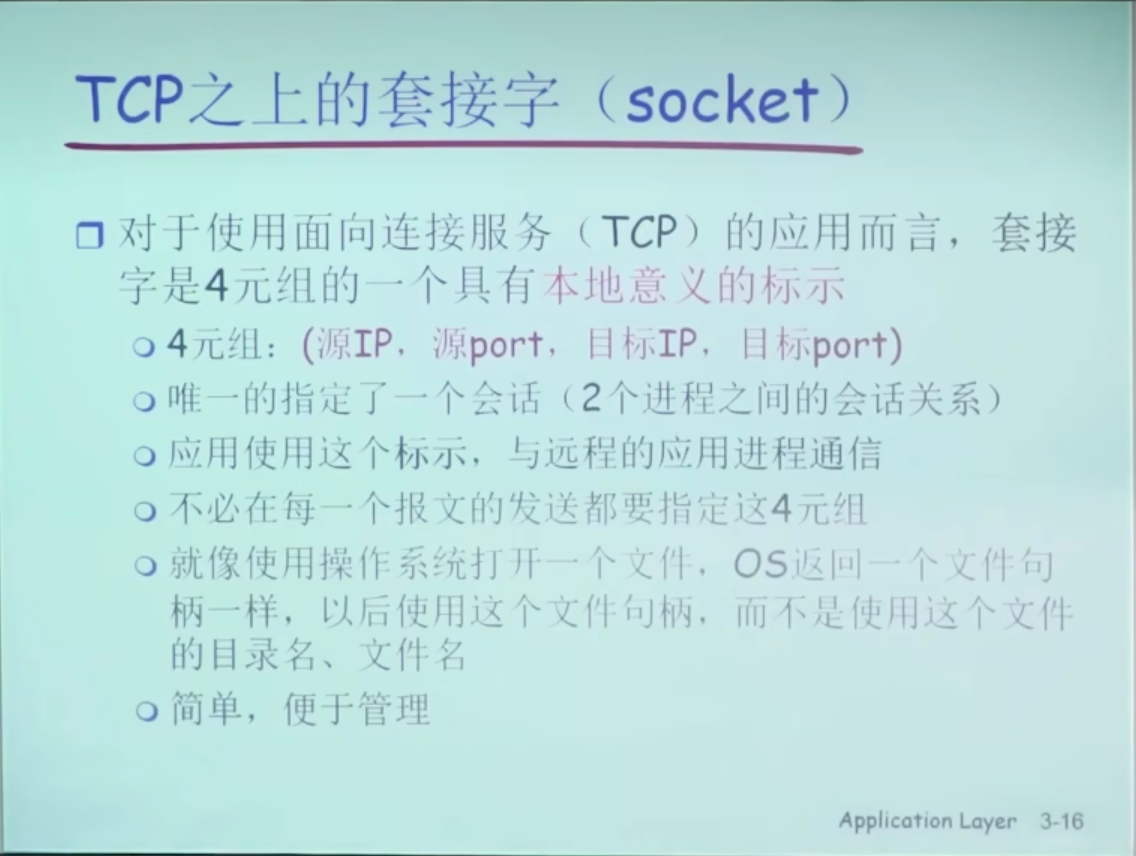 TCP之上的套接字（socket）
对于使用面向连接服务（TCP）的应用而言，套接
字是4元组的一个具有本地意义的标示
4元组：(源IP，源port，目标IP，目标port)
唯一的指定了一个会话（2个进程之间的会话关系）
应用使用这个标示，与远程的应用进程通信
不必在每一个报文的发送都要指定这4元组
就像使用操作系统打开一个文件，OS返回一个文件句
柄一样，以后使用这个文件句柄，而不是使用这个文件
的目录名、文件名
简单，便于管理
Application Layer 3-16